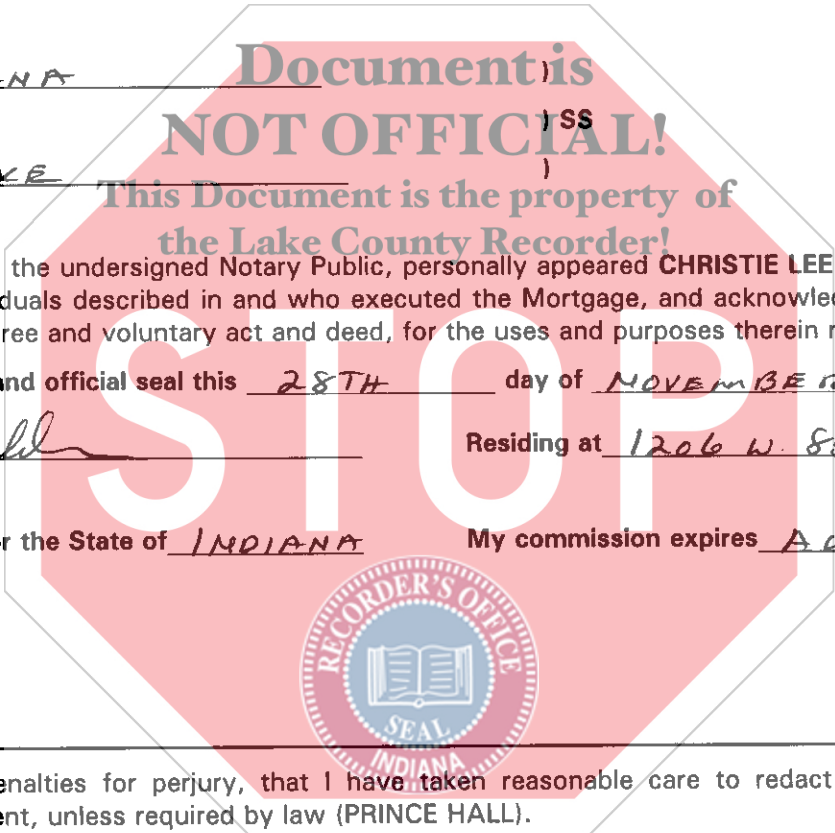 NA )
Document is
) SS
NOT OFFICIAL!
KE )
This Document is the property of
the Lake County Recorder!
the undersigned Notary Public, personally appeared CHRISTIE LEE
duals described in and who executed the Mortgage, and acknowled
ree and voluntary act and deed, for the uses and purposes therein
STOP
nd official seal this 28TH day of NOVEMBER
Residing at 1206 W.
r the State of INDIANA My commission expires
RECORDER'S OFFICE
SEAL
INDIANA
enalties for perjury, that I have taken reasonable care to redact
ent, unless required by law (PRINCE HALL).